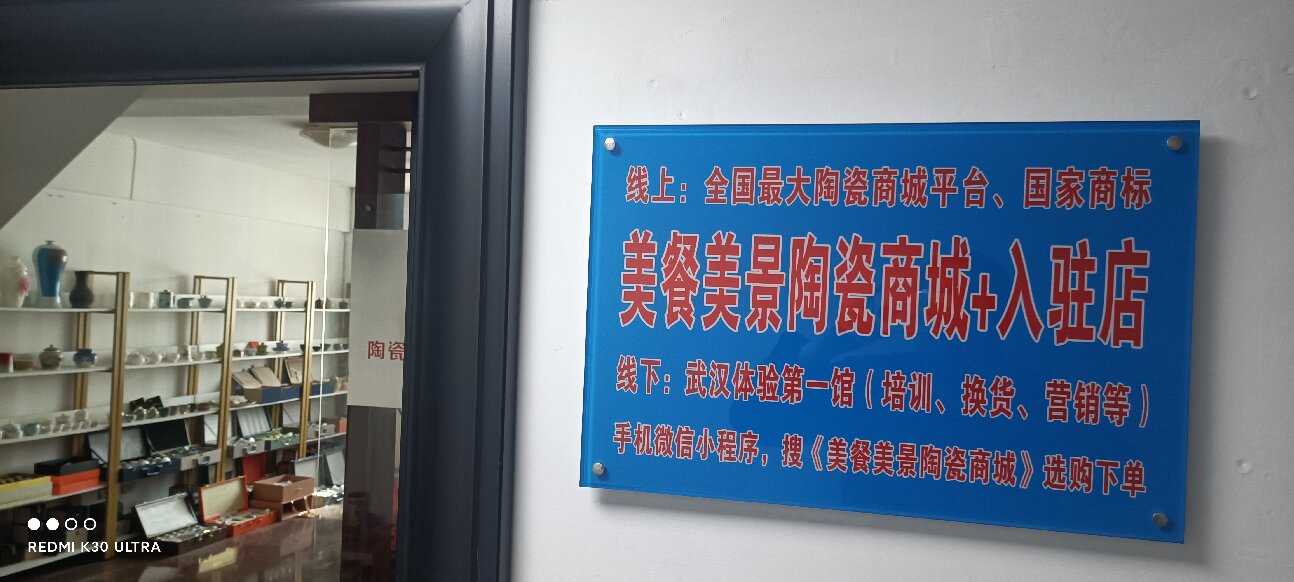 线上：全国最大陶瓷商城平台、国家商标
美餐美景陶瓷商城+入驻店
线下：武汉体验第一馆（培训、换货、营销等）
手机微信小程序，搜《美餐美景陶瓷商城》选购下单
陶瓷
REDMI K30 ULTRA